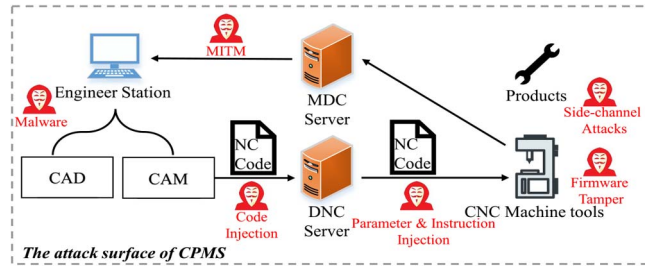 MITM
Engineer Station
MDC
Server
Products
Malware
Side-channel
Attacks
CAD
CAM
NC
Code
NC
Code
Code
Injection
DNC
Server
Parameter & Instruction
Injection
CNC Machine tools
Firmware
Tamper
The attack surface of CPMS